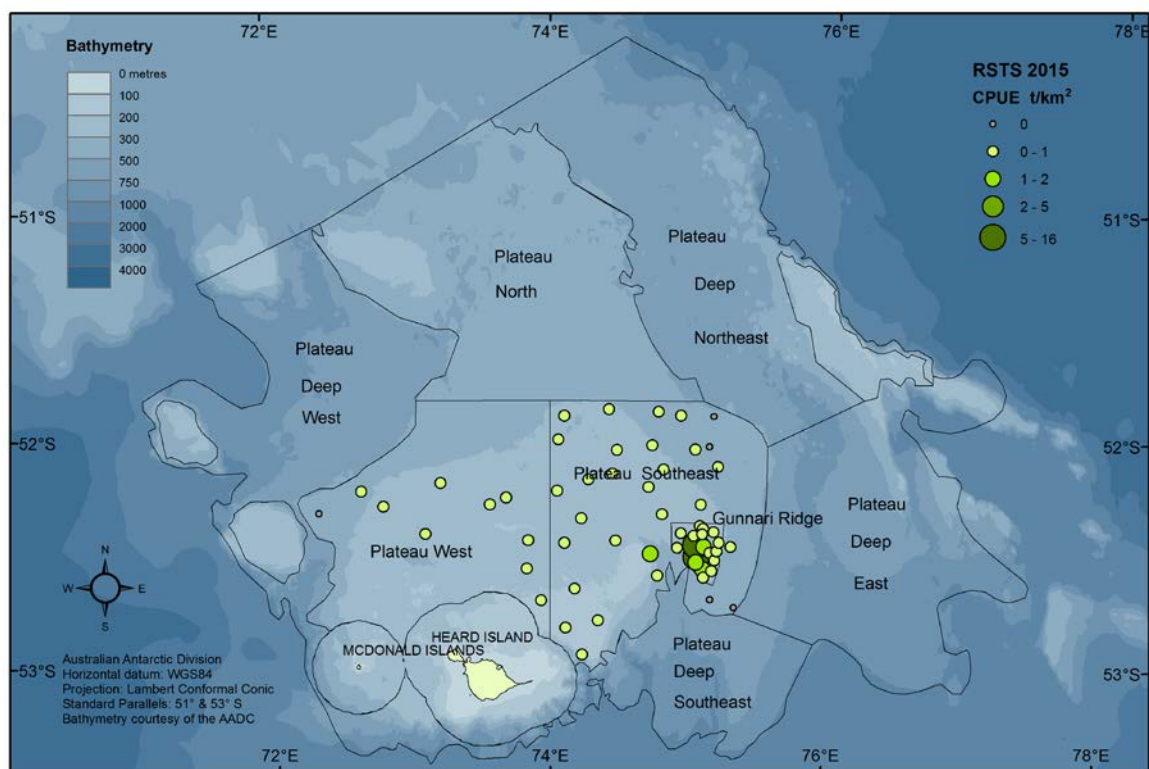 72°E
74°E
76°E
78°E
Bathymetry
0 metres
100
200
300
500
750
1000
2000
3000
4000
RSTS 2015
CPUE t/km²
0
0 - 1
1 - 2
2 - 5
5 - 16
51°S
51°S
Plateau
North
Plateau
Deep
Northeast
Plateau
Deep
West
52°S
52°S
Plateau Southeast
Plateau West
Gunnari Ridge
Plateau
Deep
East
N
W
E
S
HEARD ISLAND
MCDONALD ISLANDS
Plateau
Deep
Southeast
53°S
53°S
Australian Antarctic Division
Horizontal datum: WGS84
Projection: Lambert Conformal Conic
Standard Parallels: 51° & 53° S
Bathymetry courtesy of the AADC
72°E
74°E
76°E
78°E